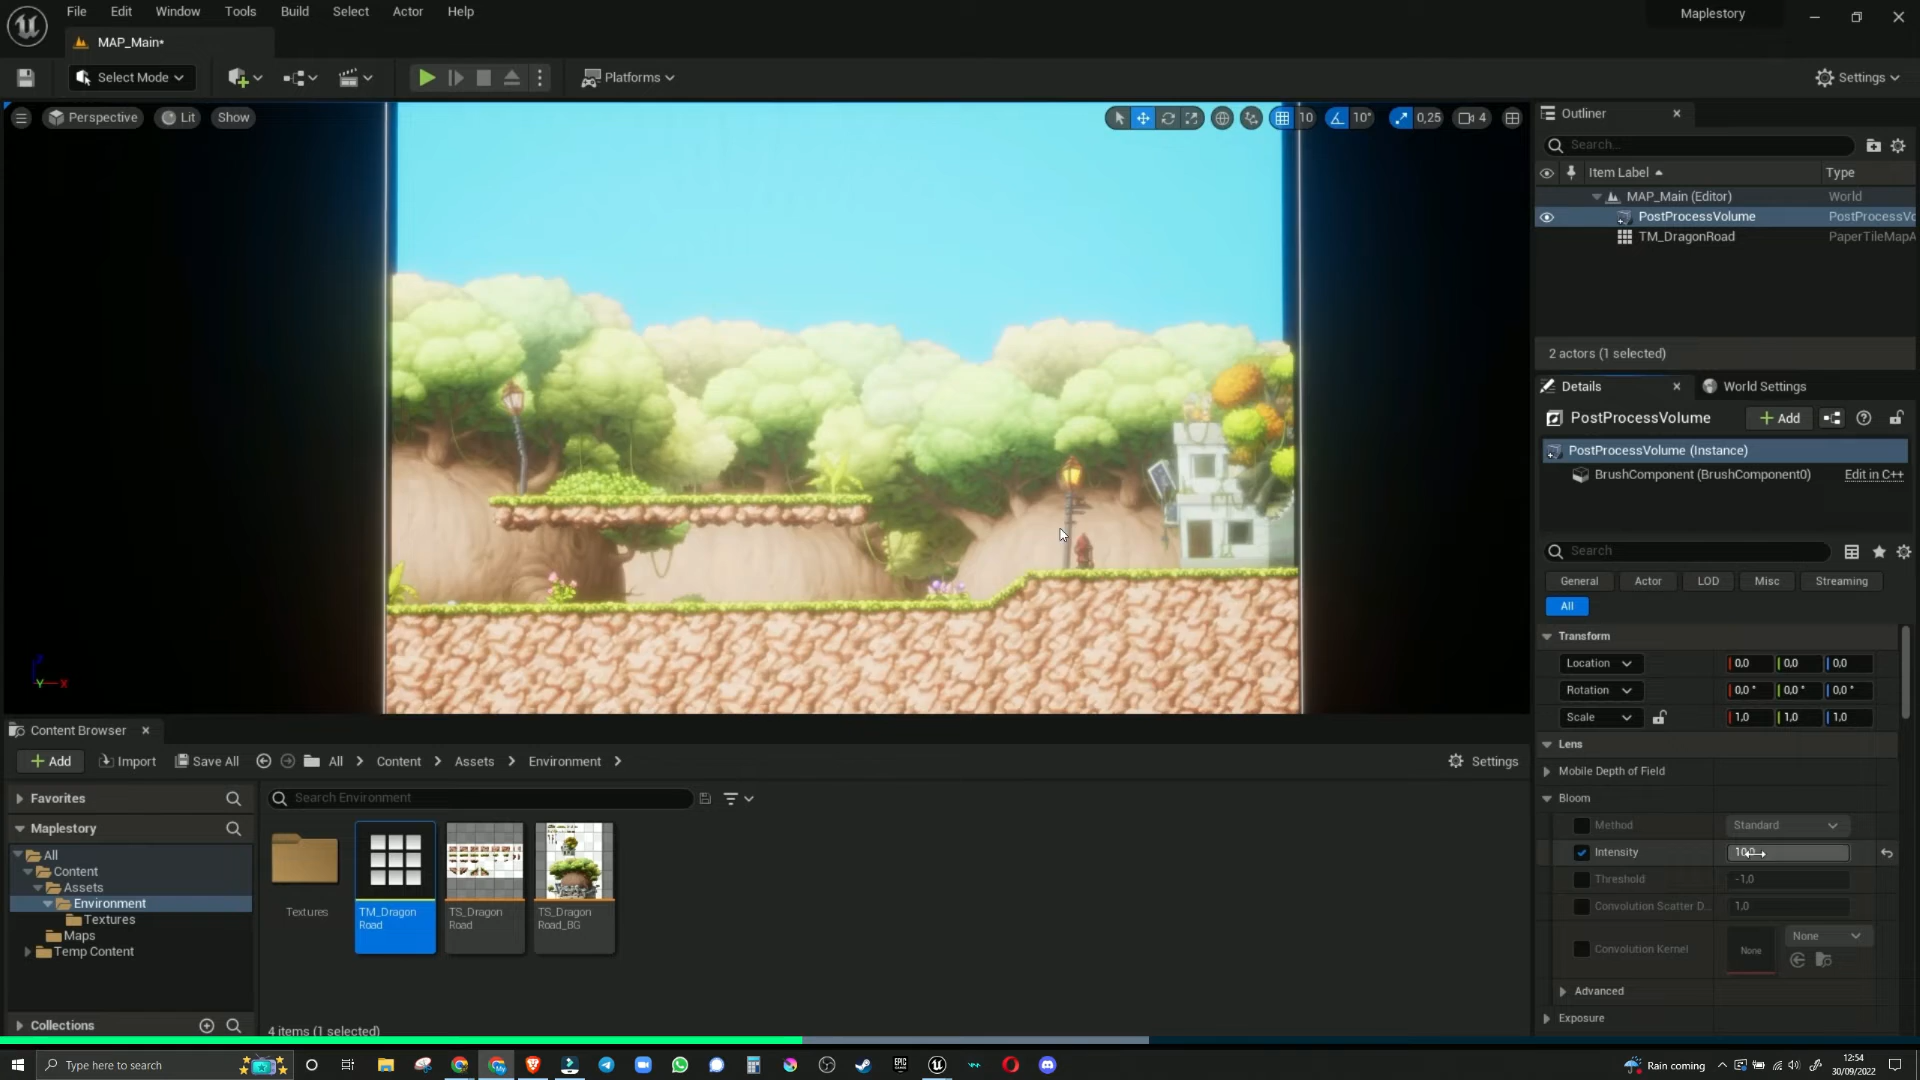 File Edit Window Tools Build Select Actor Help
Maplestory
MAP_Main*
Select Mode
Platforms
Settings
Perspective Lit Show
10 10° 0,25 4
Outliner
Search...
Item Label Type
MAP_Main (Editor) World
PostProcessVolume PostProcessVo
TM_DragonRoad PaperTileMapA
2 actors (1 selected)
Details World Settings
PostProcessVolume Add
PostProcessVolume (Instance)
BrushComponent (BrushComponent0) Edit in C++
Search
General Actor LOD Misc Streaming
All
Transform
Location 0,0 0,0 0,0
Rotation 0,0 ° 0,0 ° 0,0 °
Scale 1,0 1,0 1,0
Lens
Mobile Depth of Field
Bloom
Method Standard
Intensity
Threshold -1,0
Convolution Scatter D... 1,0
Convolution Kernel None None
Advanced
Exposure
Content Browser
Add Import Save All All Content Assets Environment Settings
Favorites
Search Environment
Maplestory
All
Content
Assets
Environment
Textures
Maps
Temp Content
Collections
Textures
TM_Dragon
Road
TS_Dragon
Road
TS_Dragon
Road_BG
4 items (1 selected)
Type here to search
Rain coming
12:54
30/09/2022